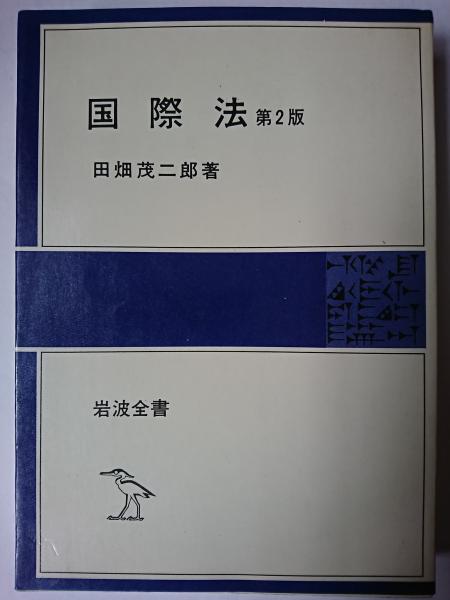 国際法 第2版
田畑茂二郎著
岩波全書